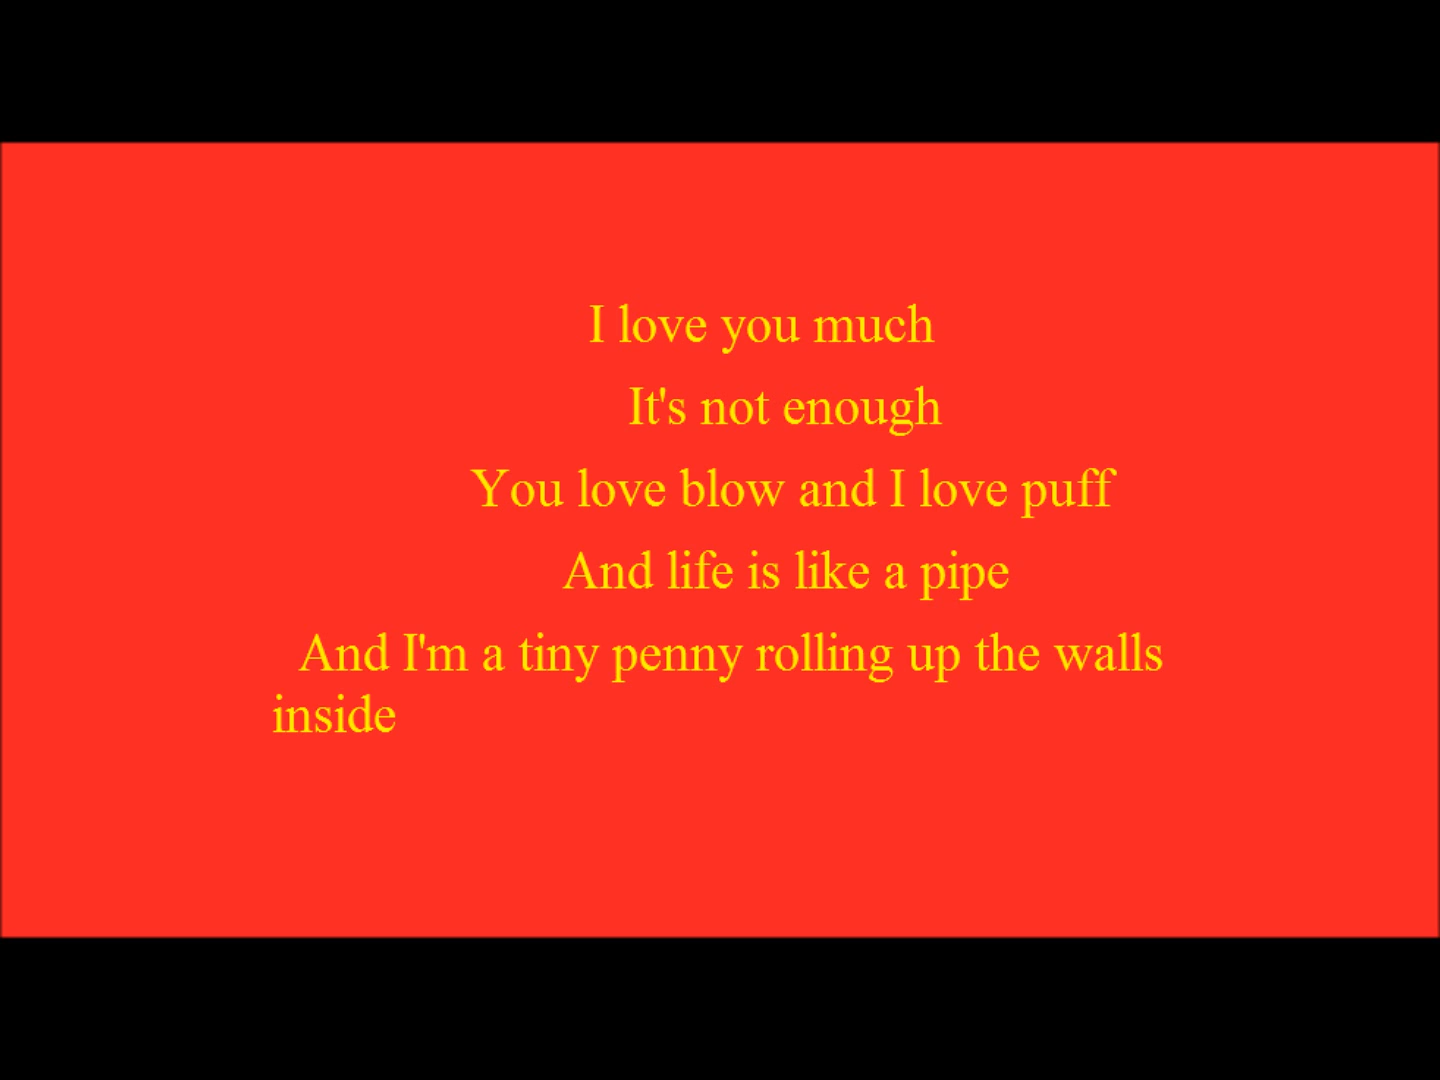 I love you much
It's not enough
You love blow and I love puff
And life is like a pipe
And I'm a tiny penny rolling up the walls
inside